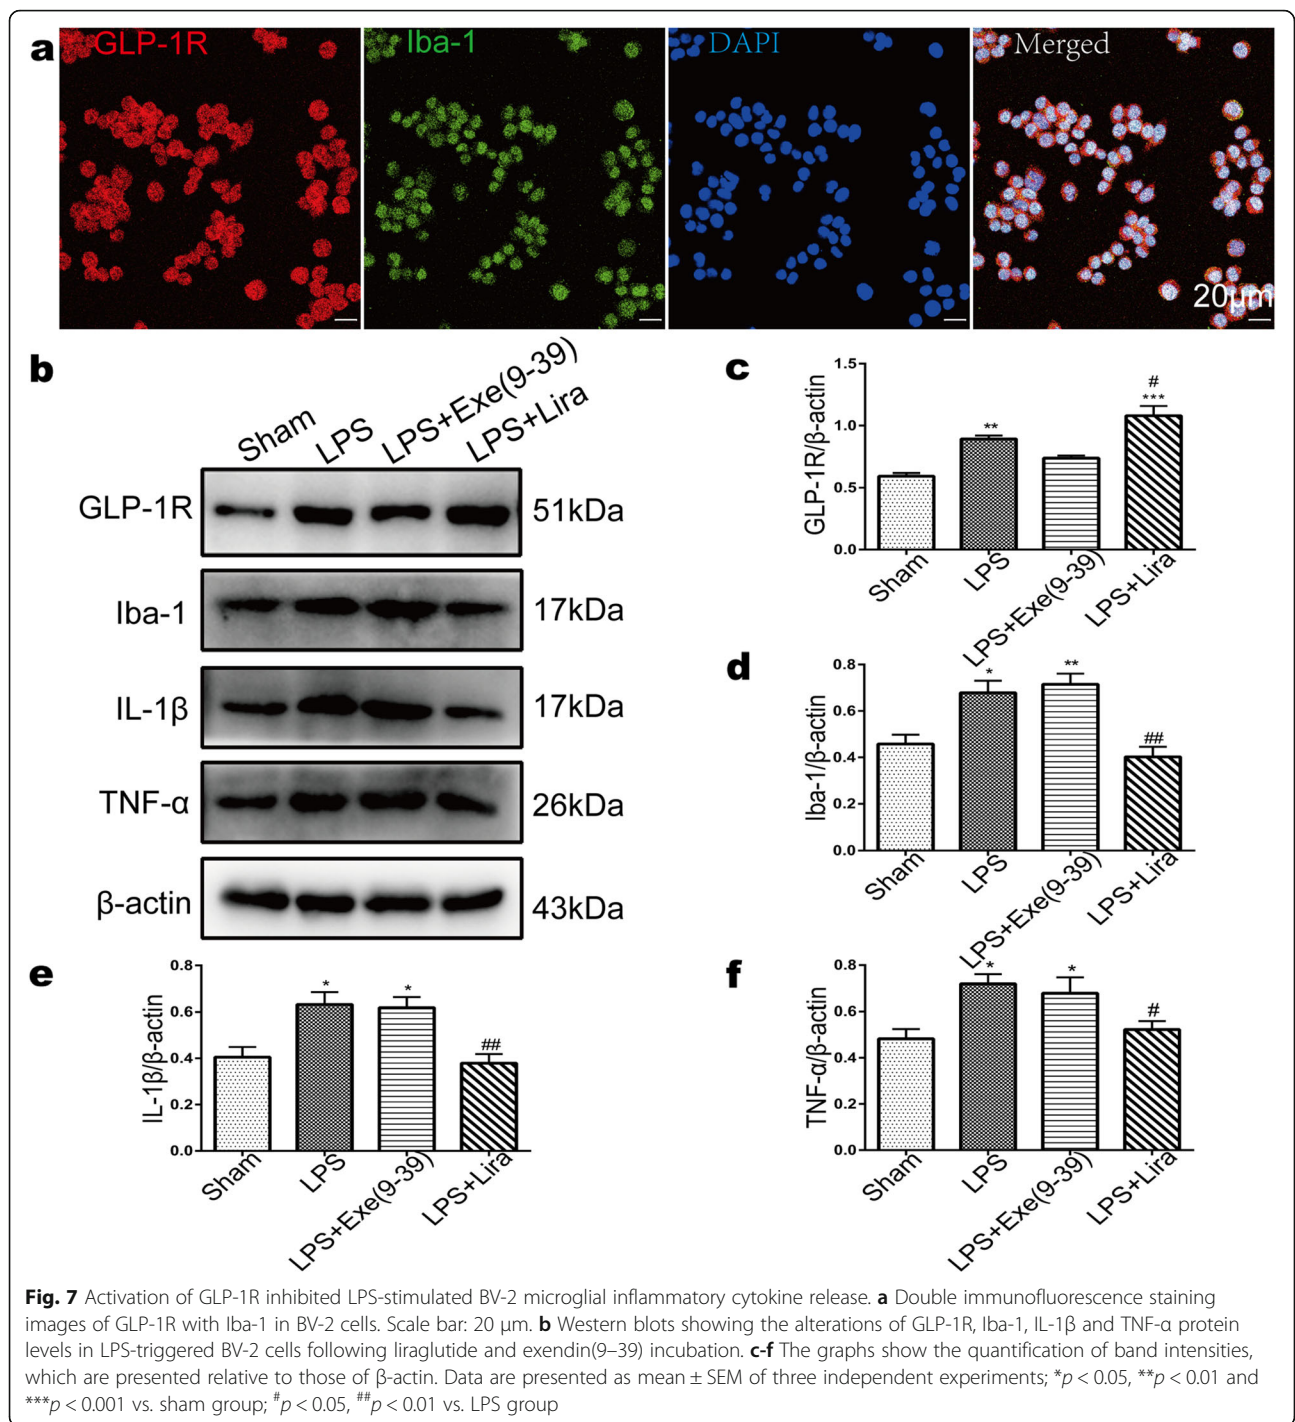 a
GLP-1R
Iba-1
DAPI
Merged
20μm
b
Sham
LPS
LPS+Exe(9-39)
LPS+Lira
GLP-1R
51kDa
Iba-1
17kDa
IL-1β
17kDa
TNF-α
26kDa
β-actin
43kDa
c
GLP-1R/β-actin
1.5
1.0
0.5
0.0
**
#
***
Sham
LPS
LPS+Exe(9-39)
LPS+Lira
d
Iba-1/β-actin
0.8
0.6
0.4
0.2
0.0
*
**
##
Sham
LPS
LPS+Exe(9-39)
LPS+Lira
e
IL-1β/β-actin
0.8
0.6
0.4
0.2
0.0
*
*
##
Sham
LPS
LPS+Exe(9-39)
LPS+Lira
f
TNF-α/β-actin
0.8
0.6
0.4
0.2
0.0
*
*
#
Sham
LPS
LPS+Exe(9-39)
LPS+Lira
Fig. 7 Activation of GLP-1R inhibited LPS-stimulated BV-2 microglial inflammatory cytokine release. a Double immunofluorescence staining
images of GLP-1R with Iba-1 in BV-2 cells. Scale bar: 20 μm. b Western blots showing the alterations of GLP-1R, Iba-1, IL-1β and TNF-α protein
levels in LPS-triggered BV-2 cells following liraglutide and exendin(9–39) incubation. c-f The graphs show the quantification of band intensities,
which are presented relative to those of β-actin. Data are presented as mean ± SEM of three independent experiments; *p < 0.05, **p < 0.01 and
***p < 0.001 vs. sham group; #p < 0.05, ##p < 0.01 vs. LPS group